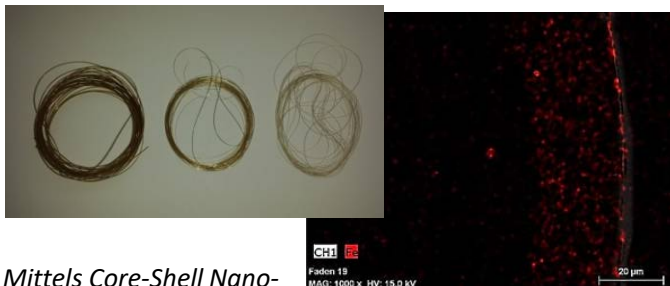 CH1 Fe
Faden 19
MAG: 1000 x HV: 15.0 kV
20 µm
Mittels Core-Shell Nano-